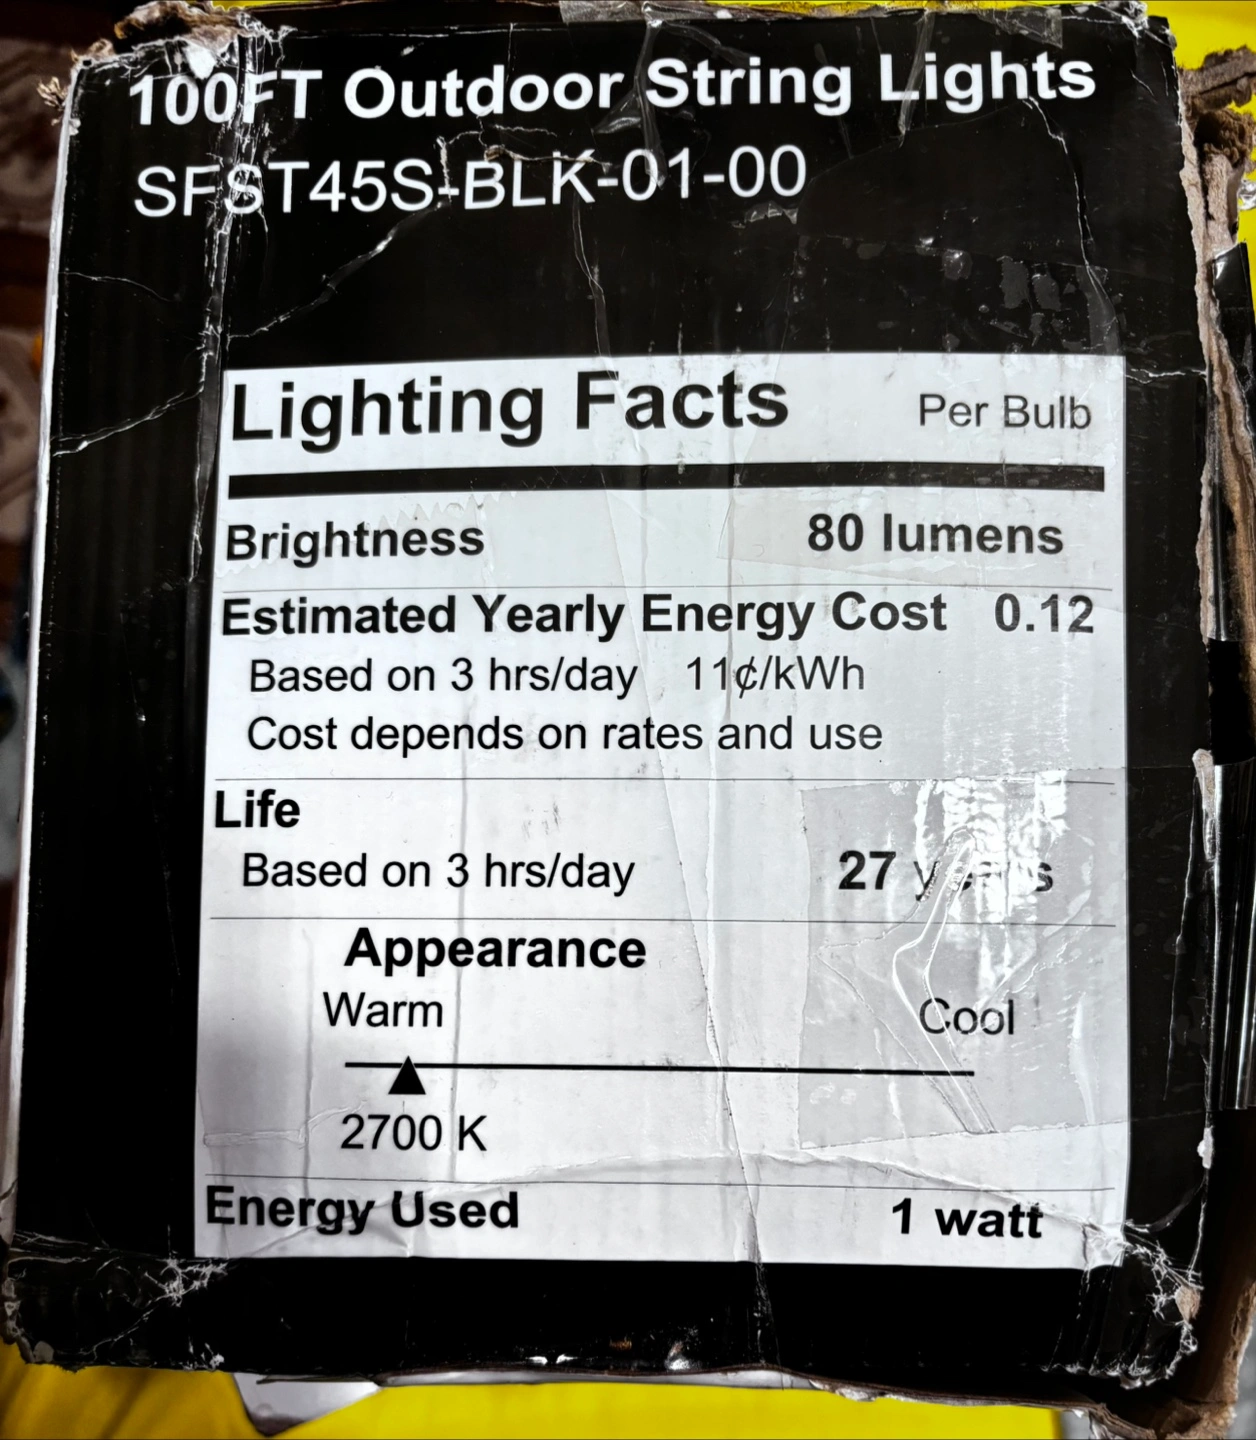 100FT Outdoor String Lights
SFST45S-BLK-01-00
Lighting Facts Per Bulb
Brightness 80 lumens
Estimated Yearly Energy Cost 0.12
Based on 3 hrs/day 11¢/kWh
Cost depends on rates and use
Life
Based on 3 hrs/day 27 years
Appearance
Warm Cool
2700 K
Energy Used 1 watt